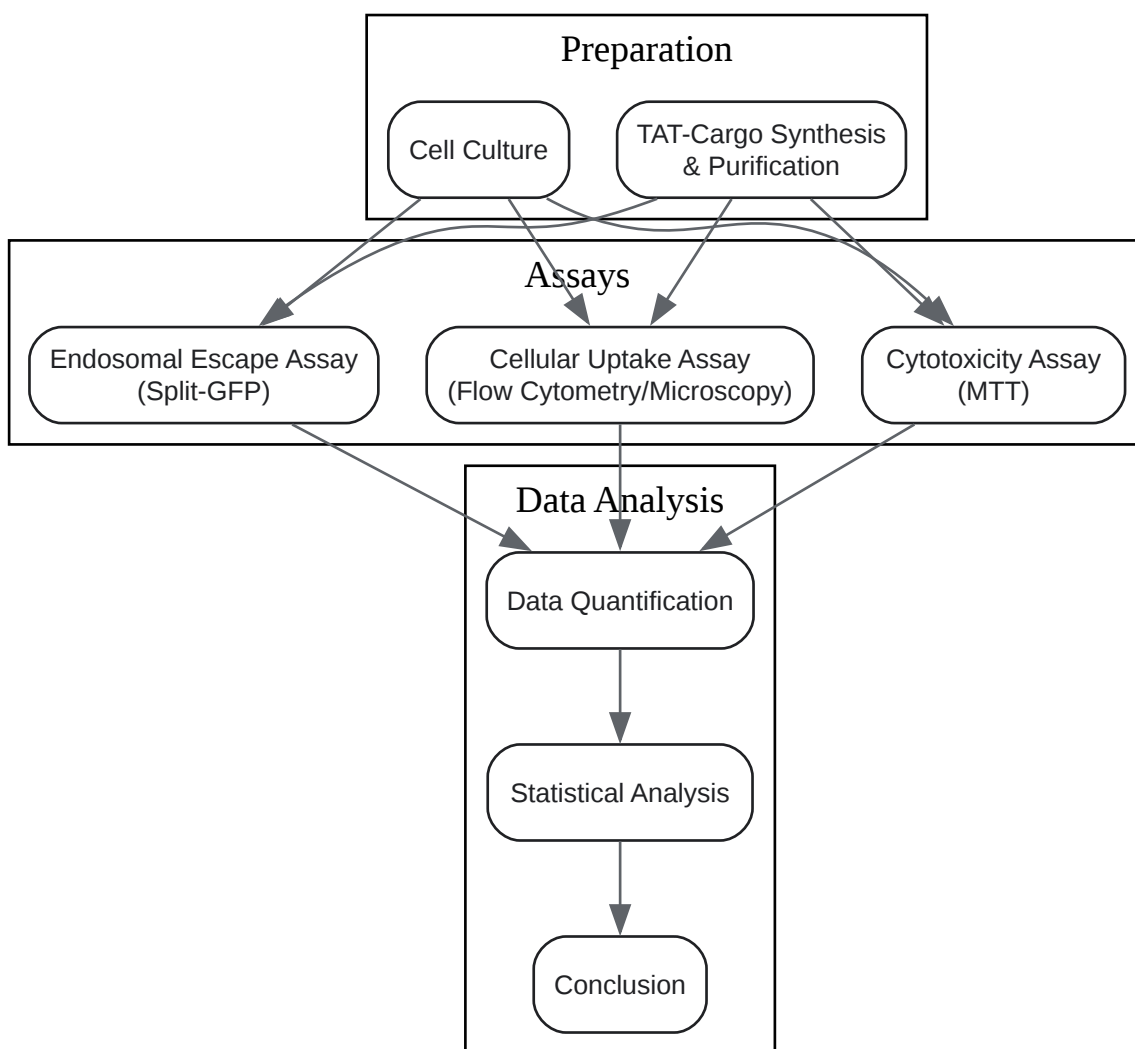 Preparation
Cell Culture
TAT-Cargo Synthesis
& Purification
Assays
Endosomal Escape Assay
(Split-GFP)
Cellular Uptake Assay
(Flow Cytometry/Microscopy)
Cytotoxicity Assay
(MTT)
Data Analysis
Data Quantification
Statistical Analysis
Conclusion